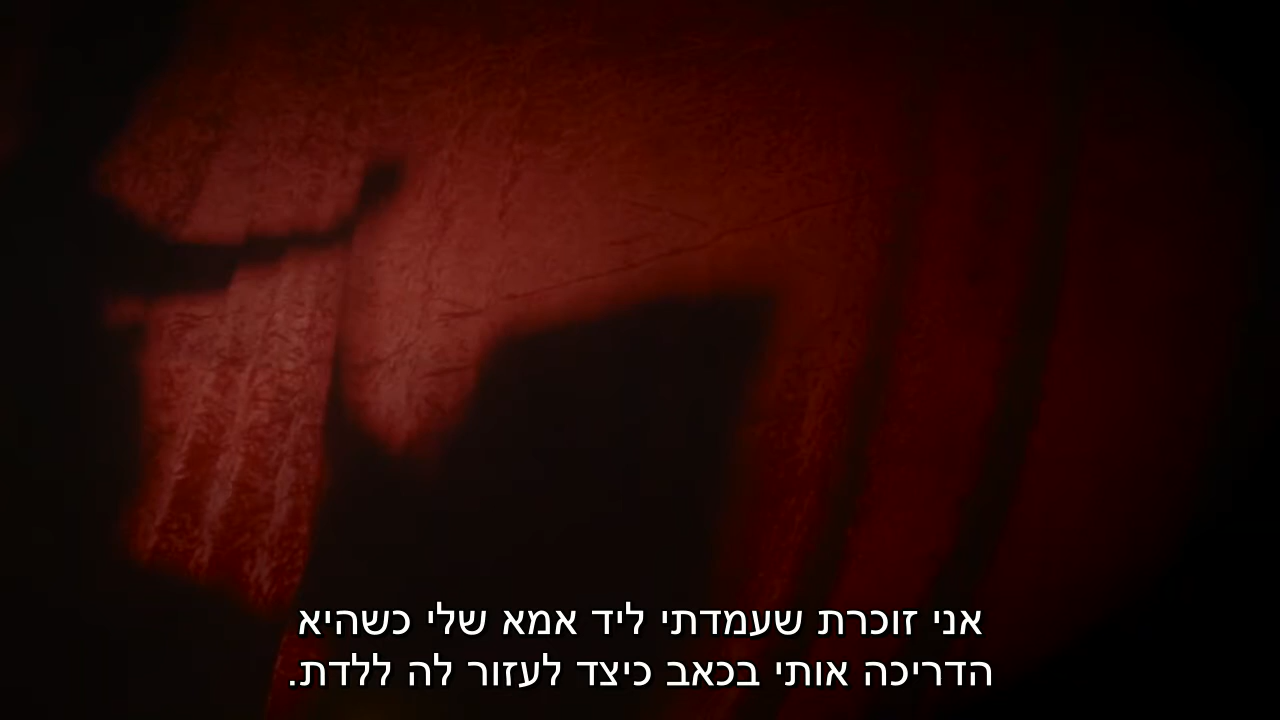 אני זוכרת שעמדתי ליד אמא שלי כשהיא
הדריכה אותי בכאב כיצד לעזור לה ללדת.